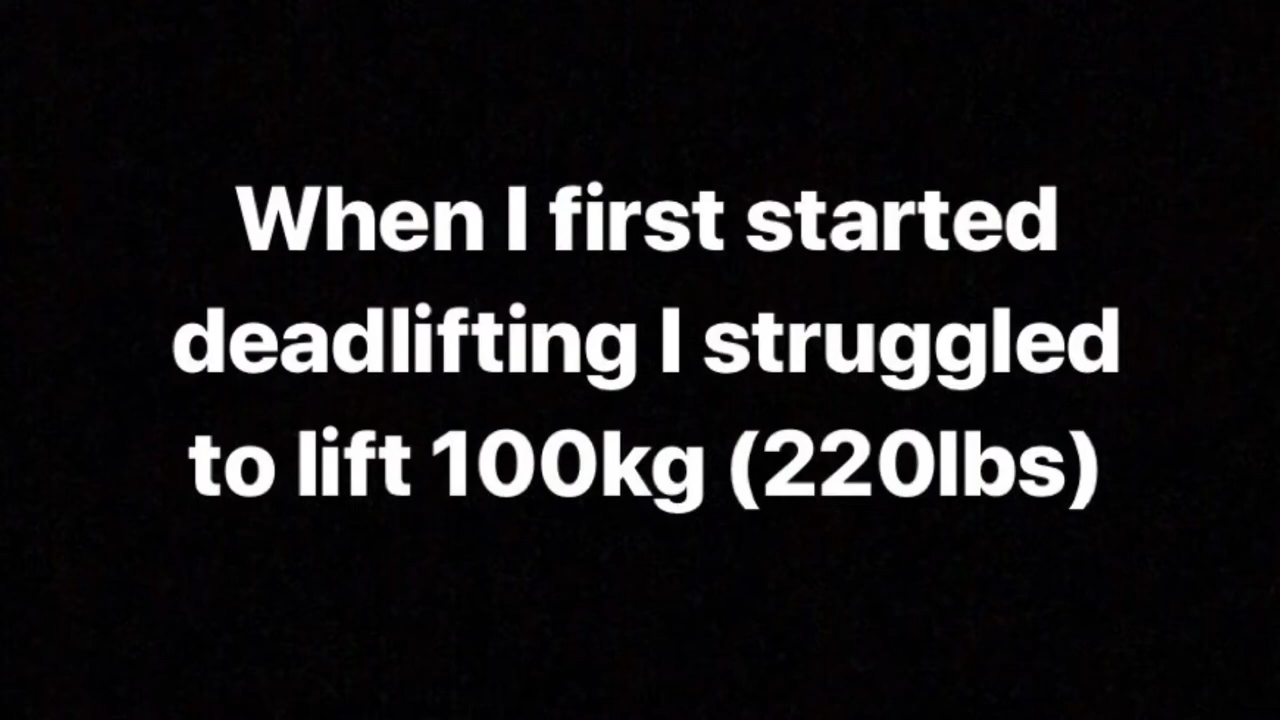 When I first started
deadlifting I struggled
to lift 100kg (220lbs)